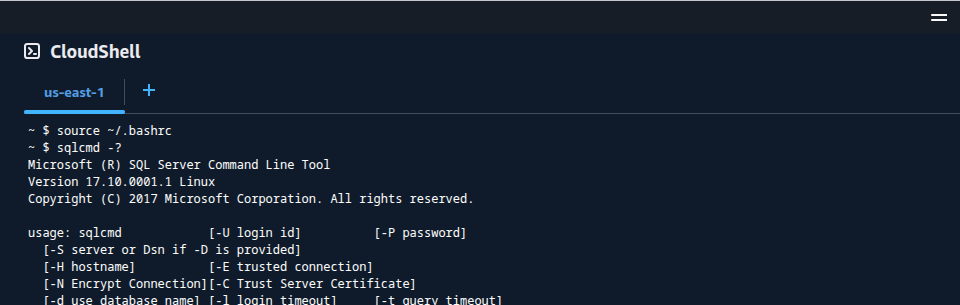 CloudShell
us-east-1
~ $ source ~/.bashrc
~ $ sqlcmd -?
Microsoft (R) SQL Server Command Line Tool
Version 17.10.0001.1 Linux
Copyright (C) 2017 Microsoft Corporation. All rights reserved.
usage: sqlcmd            [-U login id]          [-P password]
  [-S server or Dsn if -D is provided]
  [-H hostname]          [-E trusted connection]
  [-N Encrypt Connection][-C Trust Server Certificate]
  [-d use database name] [-l login timeout]     [-t query timeout]